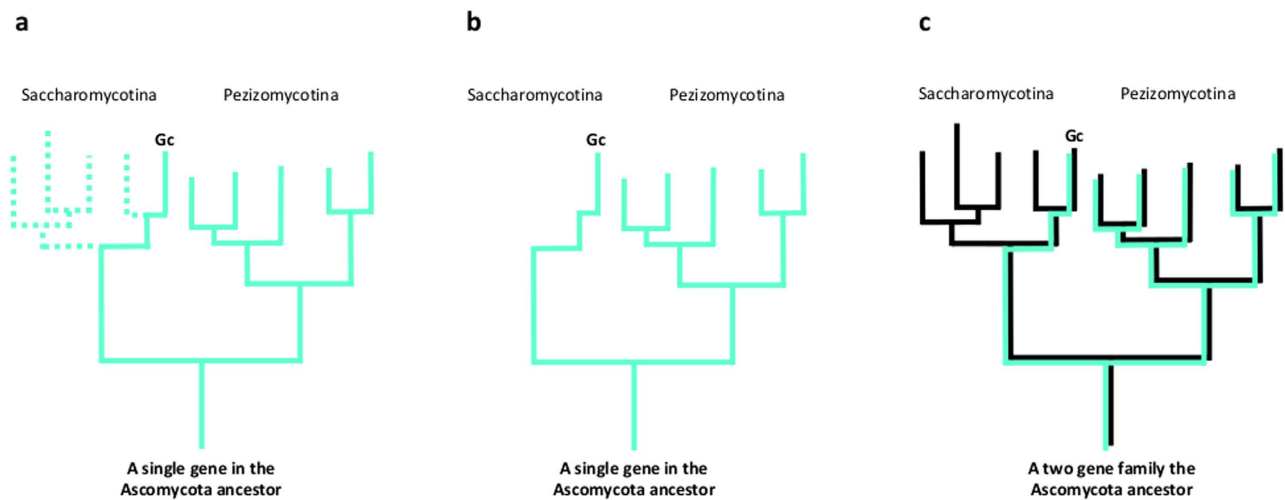 a
Saccharomycotina Pezizomycotina
Gc
A single gene in the
Ascomycota ancestor
b
Saccharomycotina Pezizomycotina
Gc
A single gene in the
Ascomycota ancestor
c
Saccharomycotina Pezizomycotina
Gc
A two gene family the
Ascomycota ancestor